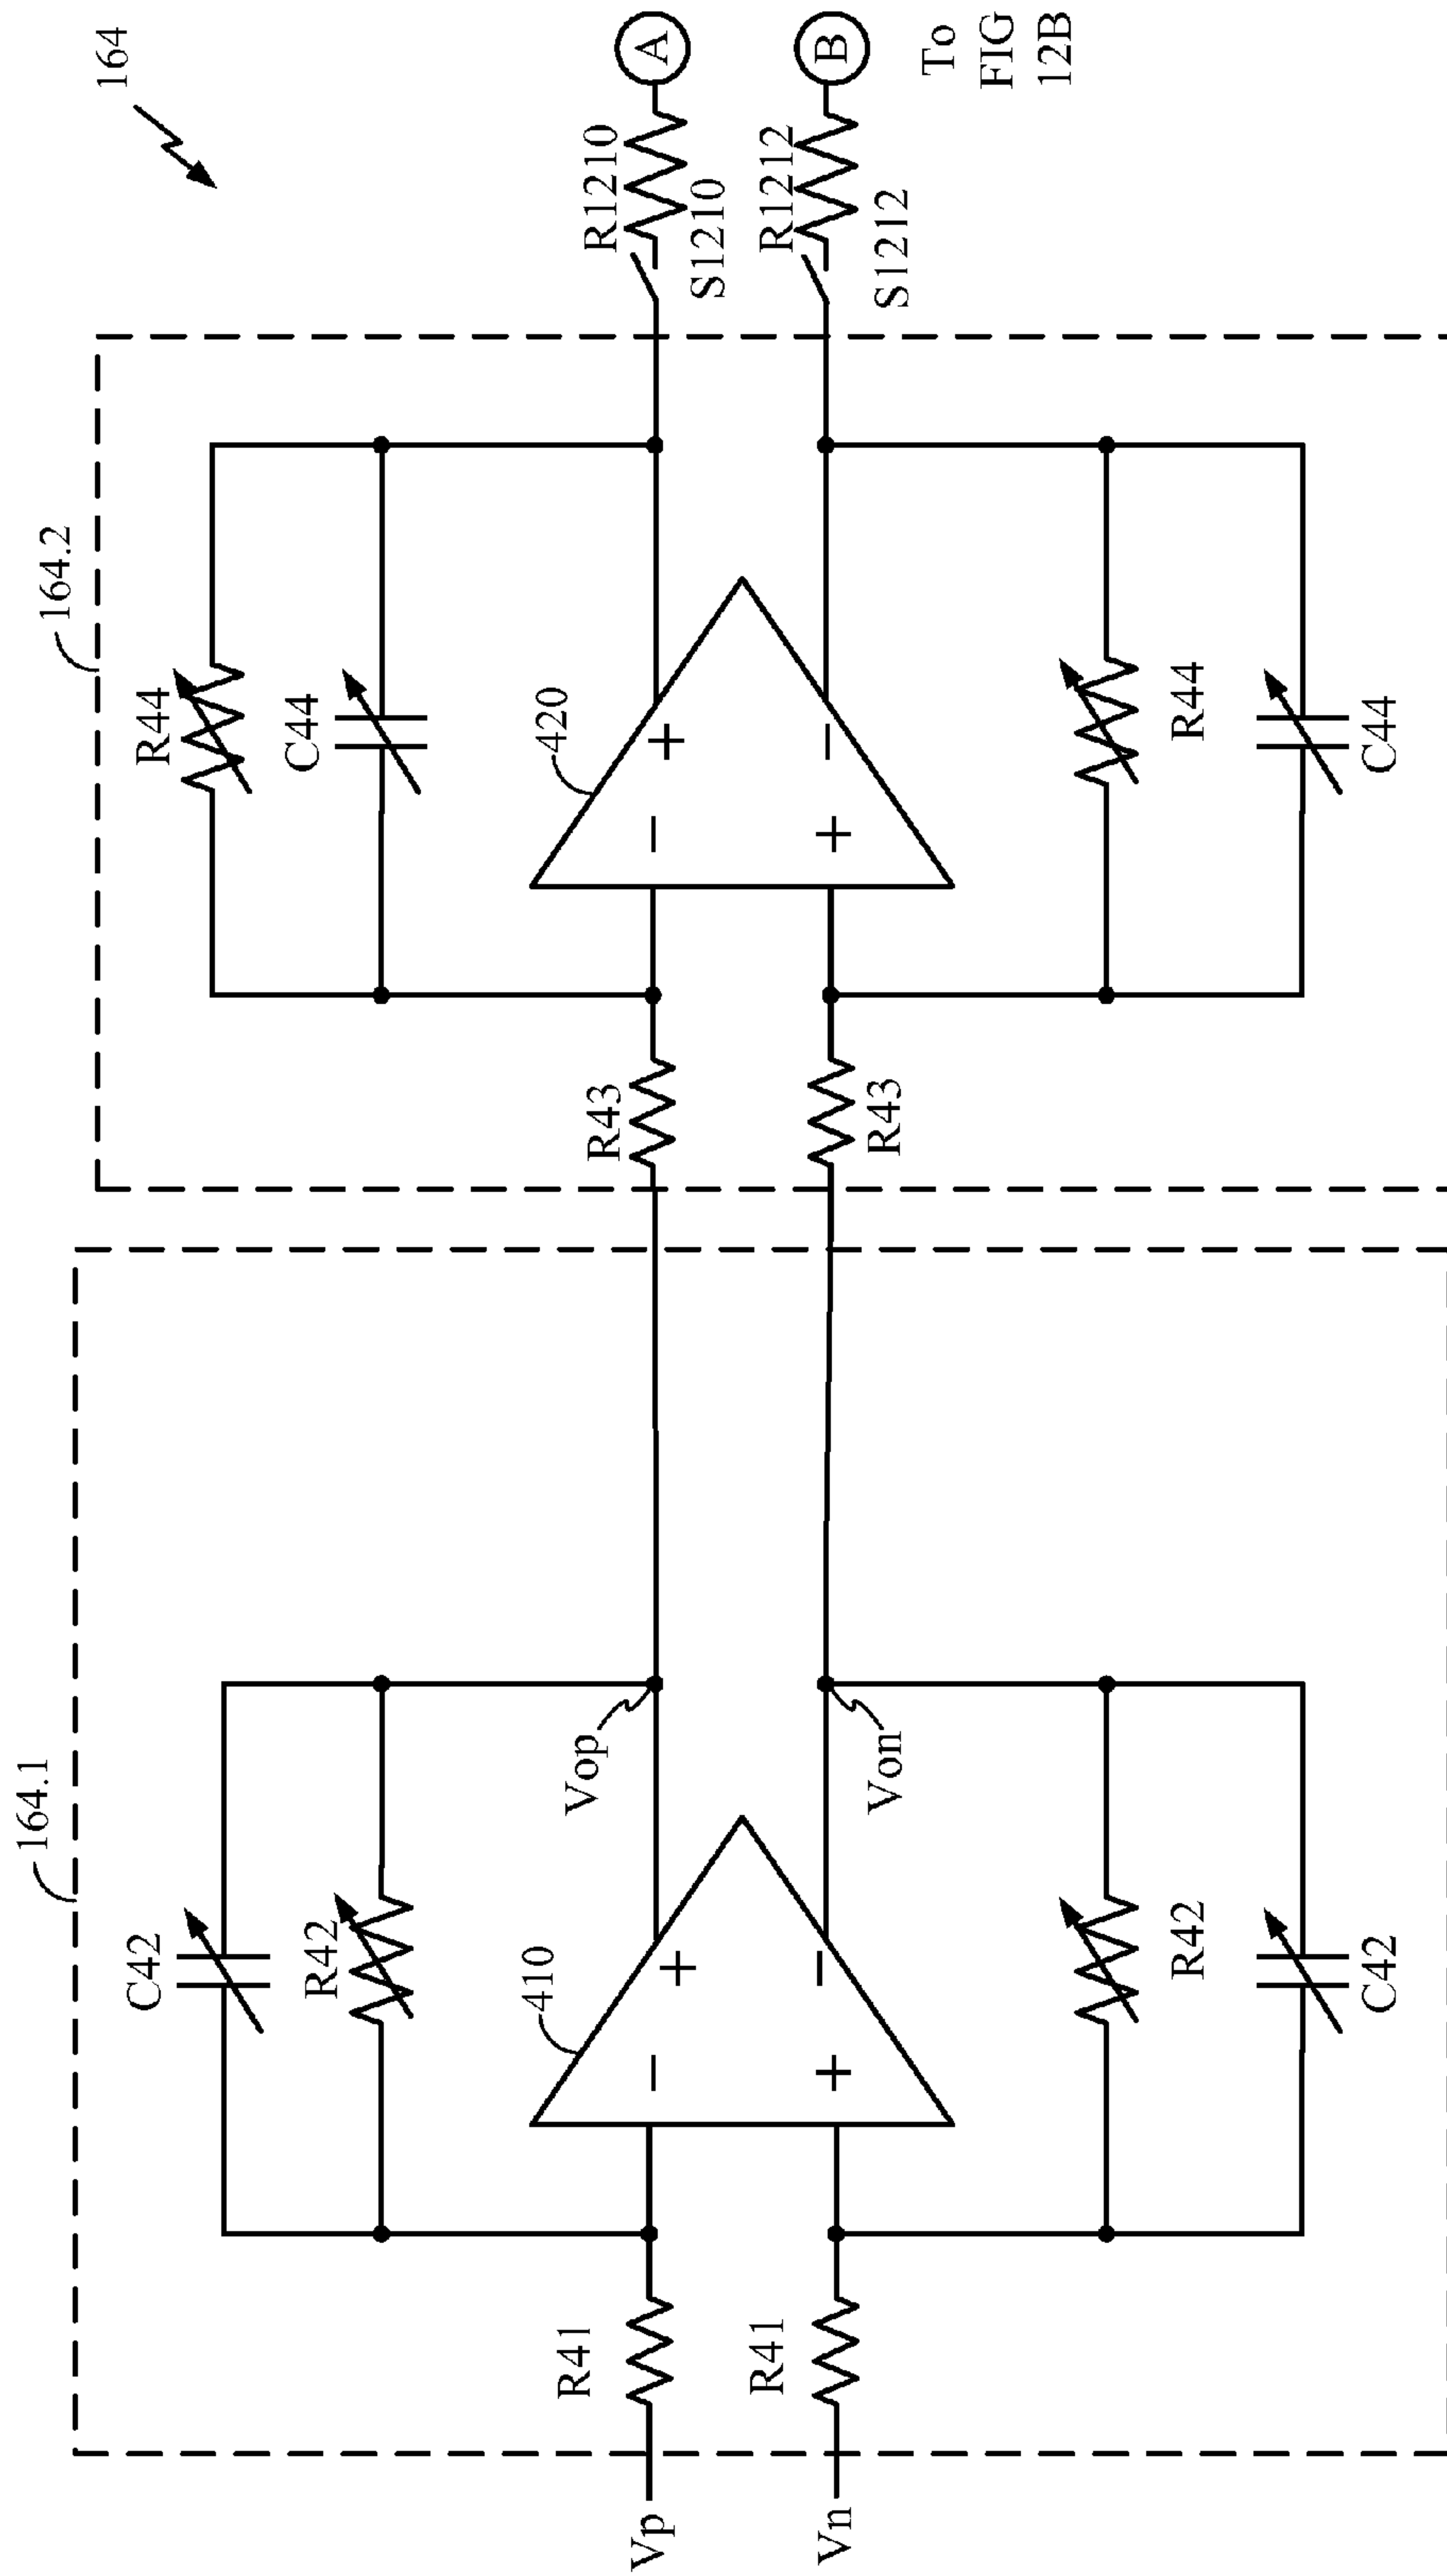 164
164.1
164.2
C42
R42
R44
C44
Vp
R41
410
−
+
Vop
R43
420
−
+
S1210
R1210
A
Vn
R41
+
−
Von
R43
+
−
S1212
R1212
B
To
FIG
12B
R42
C42
R44
C44